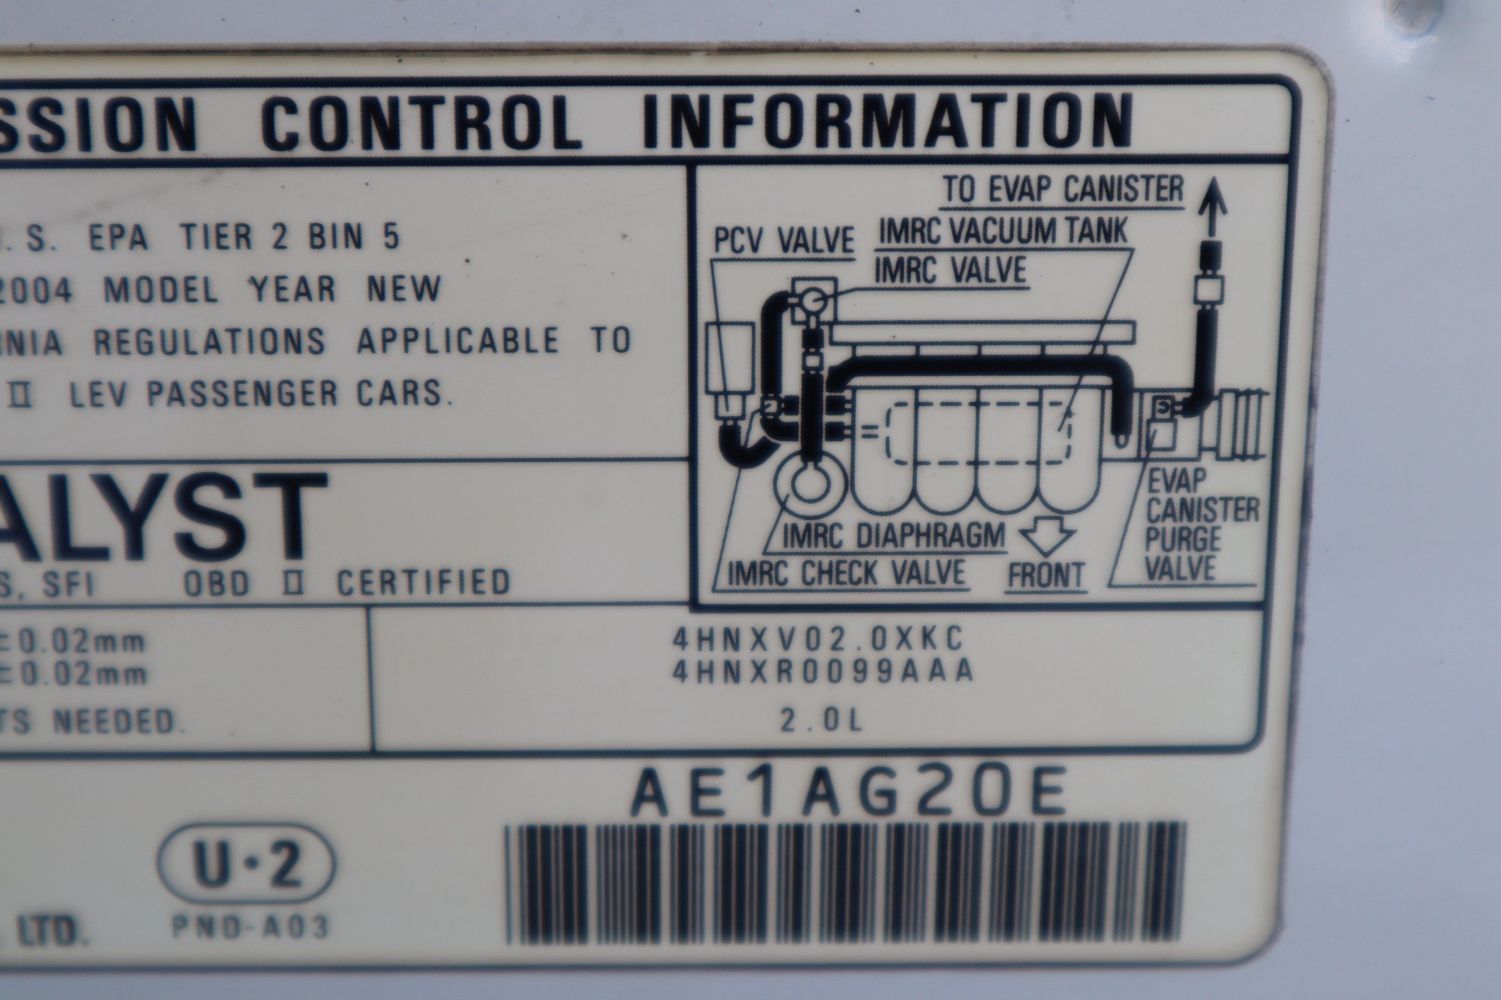 SSION CONTROL INFORMATION
.S. EPA TIER 2 BIN 5
2004 MODEL YEAR NEW
RNIA REGULATIONS APPLICABLE TO
II LEV PASSENGER CARS.
ALYST
S, SFI OBD II CERTIFIED
TO EVAP CANISTER
PCV VALVE
IMRC VACUUM TANK
IMRC VALVE
IMRC DIAPHRAGM
IMRC CHECK VALVE
FRONT
EVAP
CANISTER
PURGE
VALVE
±0.02mm
±0.02mm
TS NEEDED.
4HNXV02.0XKC
4HNXR0099AAA
2.0L
AE1AG20E
U·2
PND-A03
LTD.